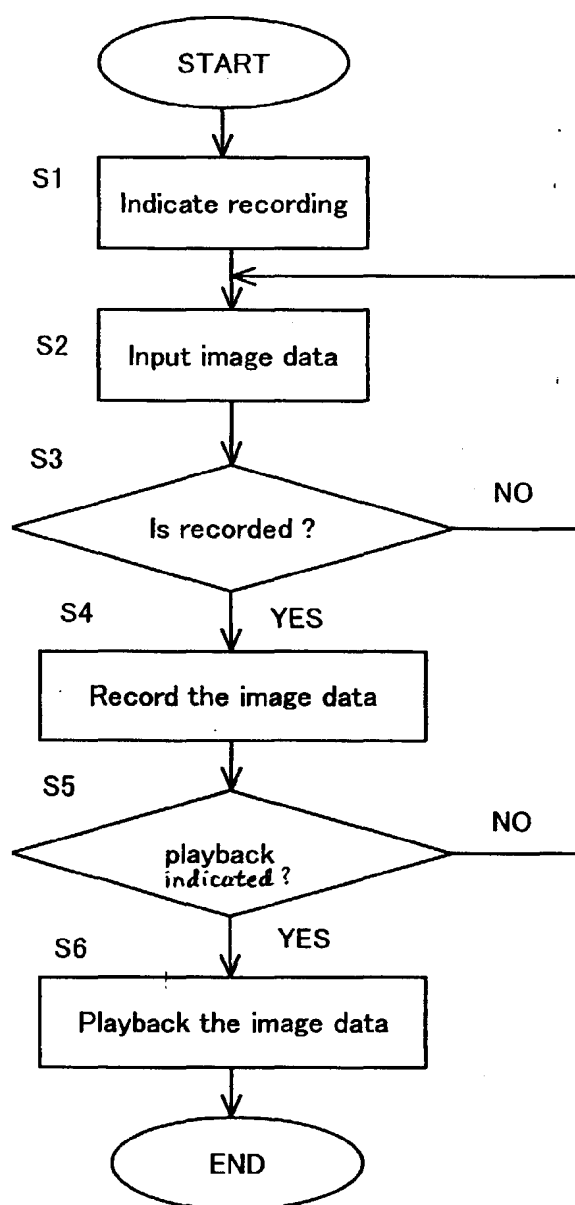 START
S1
Indicate recording
S2
Input image data
S3
Is recorded ?
NO
S4
YES
Record the image data
S5
NO
playback
indicated ?
YES
S6
Playback the image data
END